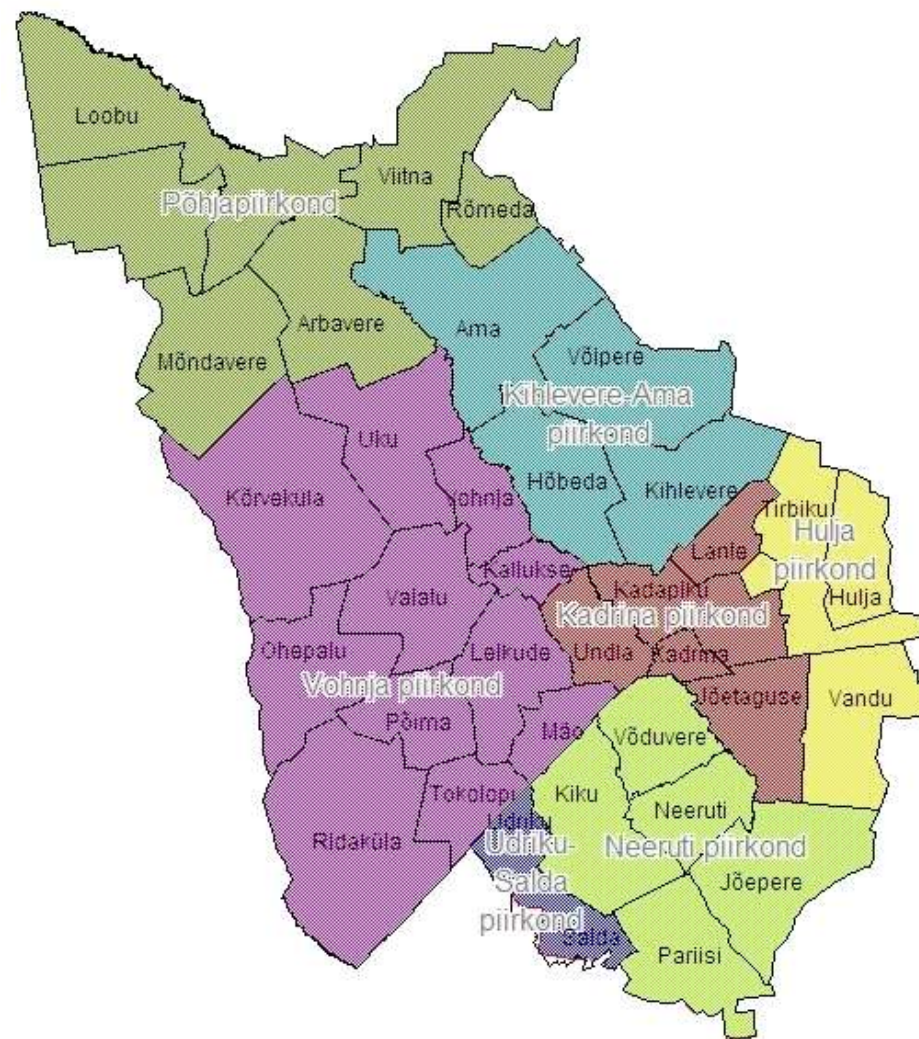 Loobu
Viitna
Põhjapiirkond
Rõmeda
Arbavere
Ama
Mõndavere
Võipere
Kihlevere-Ama
piirkond
Uku
Hõbeda
Kihlevere
Kõrveküla
Vohnja
Tirbiku
Hulja
piirkond
Lante
Kallukse
Kadapiku
Hulja
Valalu
Kadrina piirkond
Ohepalu
Leikude
Undla
Kadrina
Vohnja piirkond
Jõetaguse
Vandu
Põima
Mäo
Võduvere
Tokolopi
Kiku
Neeruti
Udriku
Ridaküla
Udriku-
Salda
piirkond
Neeruti piirkond
Jõepere
Salda
Pariisi